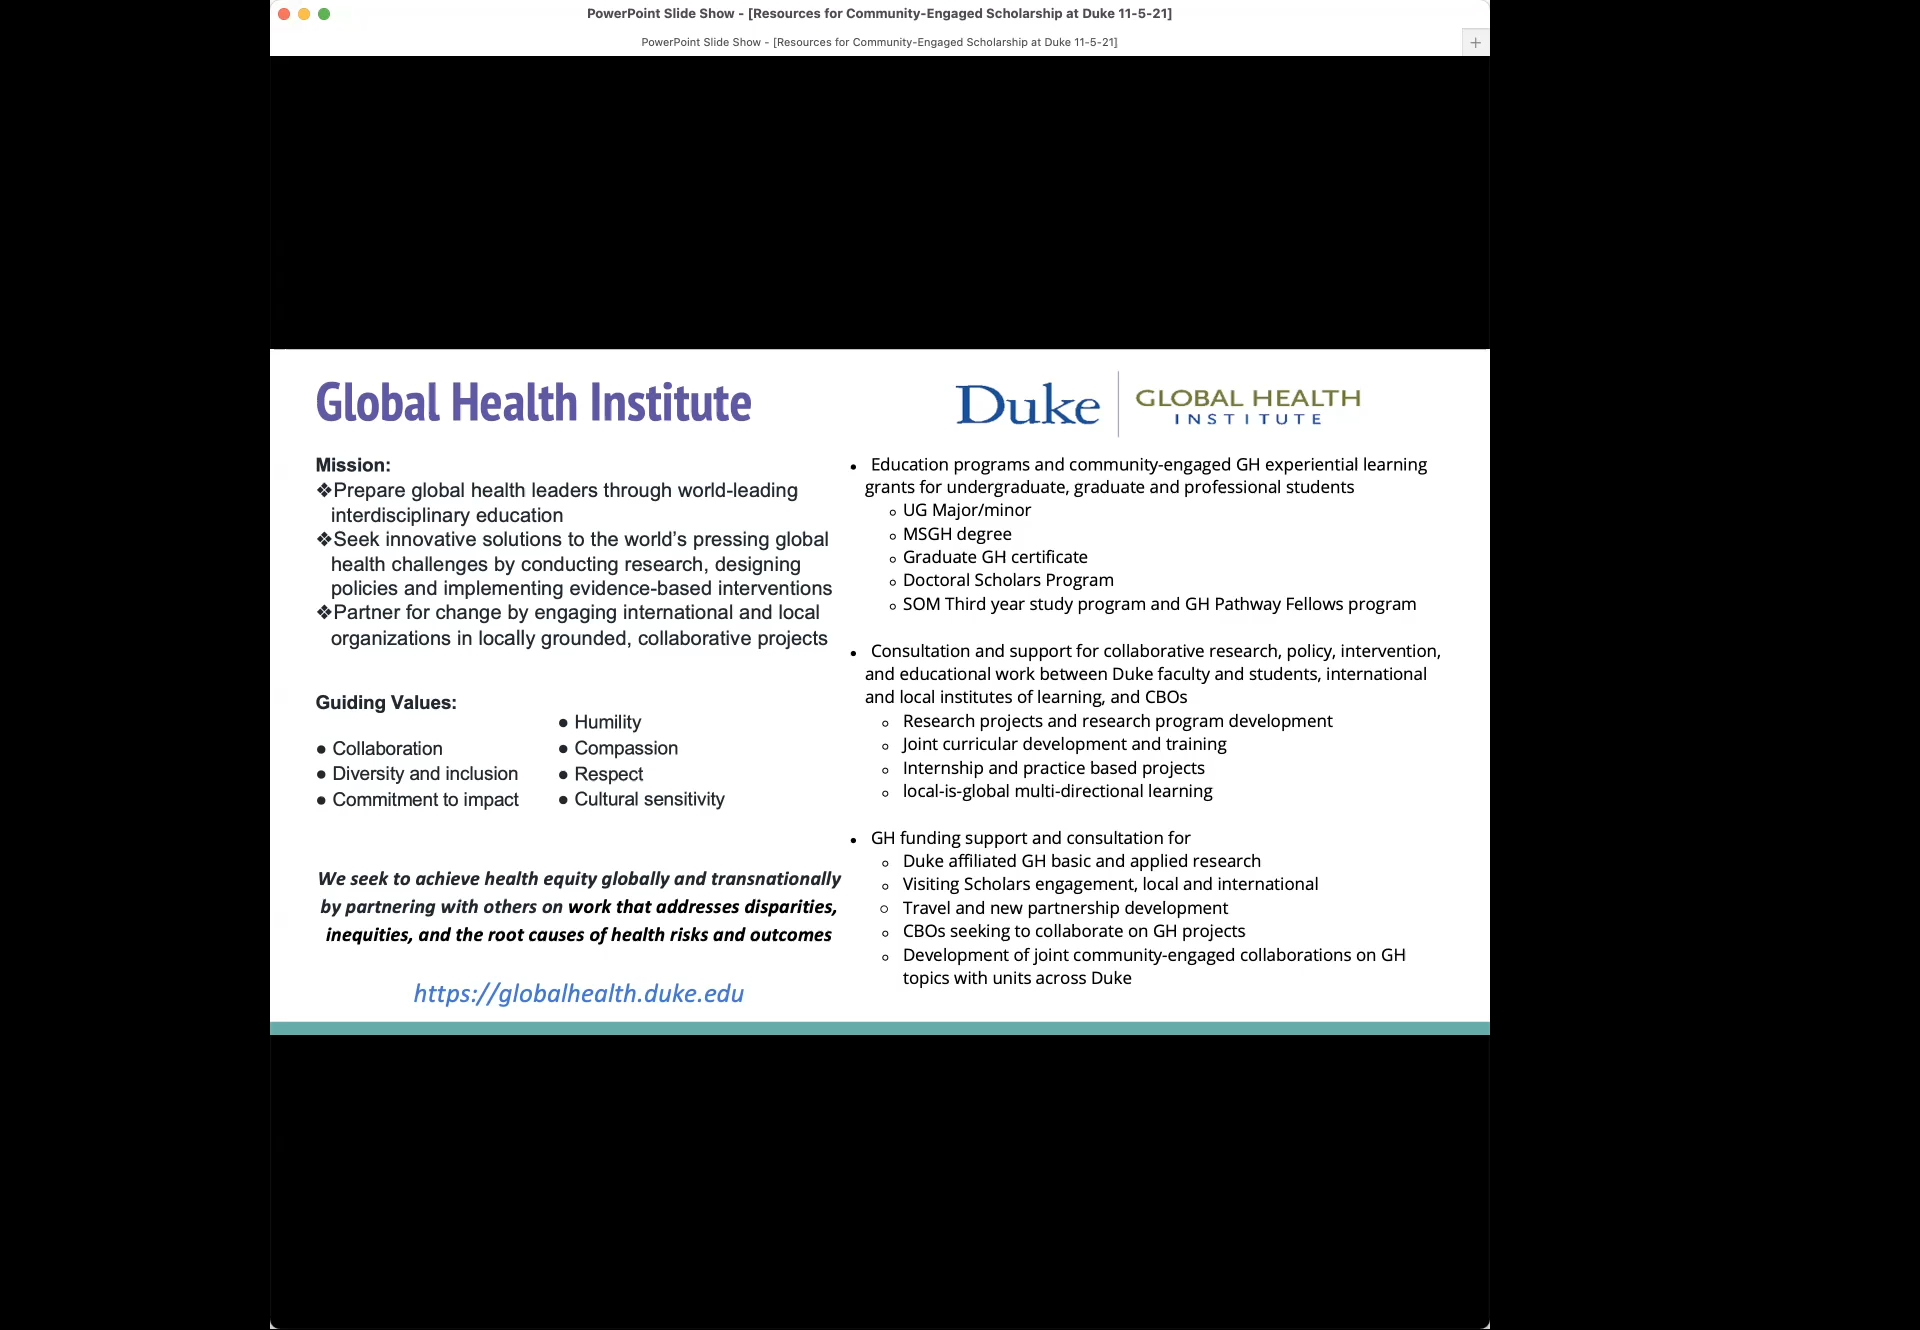 PowerPoint Slide Show - [Resources for Community-Engaged Scholarship at Duke 11-5-21]
PowerPoint Slide Show - [Resources for Community-Engaged Scholarship at Duke 11-5-21]
Global Health Institute
Mission:
❖Prepare global health leaders through world-leading
interdisciplinary education
❖Seek innovative solutions to the world's pressing global
health challenges by conducting research, designing
policies and implementing evidence-based interventions
❖Partner for change by engaging international and local
organizations in locally grounded, collaborative projects
Guiding Values:
● Collaboration
● Diversity and inclusion
● Commitment to impact
● Humility
● Compassion
● Respect
● Cultural sensitivity
We seek to achieve health equity globally and transnationally
by partnering with others on work that addresses disparities,
inequities, and the root causes of health risks and outcomes
https://globalhealth.duke.edu
Duke GLOBAL HEALTH
INSTITUTE
• Education programs and community-engaged GH experiential learning
grants for undergraduate, graduate and professional students
○ UG Major/minor
○ MSGH degree
○ Graduate GH certificate
○ Doctoral Scholars Program
○ SOM Third year study program and GH Pathway Fellows program
• Consultation and support for collaborative research, policy, intervention,
and educational work between Duke faculty and students, international
and local institutes of learning, and CBOs
○ Research projects and research program development
○ Joint curricular development and training
○ Internship and practice based projects
○ local-is-global multi-directional learning
• GH funding support and consultation for
○ Duke affiliated GH basic and applied research
○ Visiting Scholars engagement, local and international
○ Travel and new partnership development
○ CBOs seeking to collaborate on GH projects
○ Development of joint community-engaged collaborations on GH
topics with units across Duke